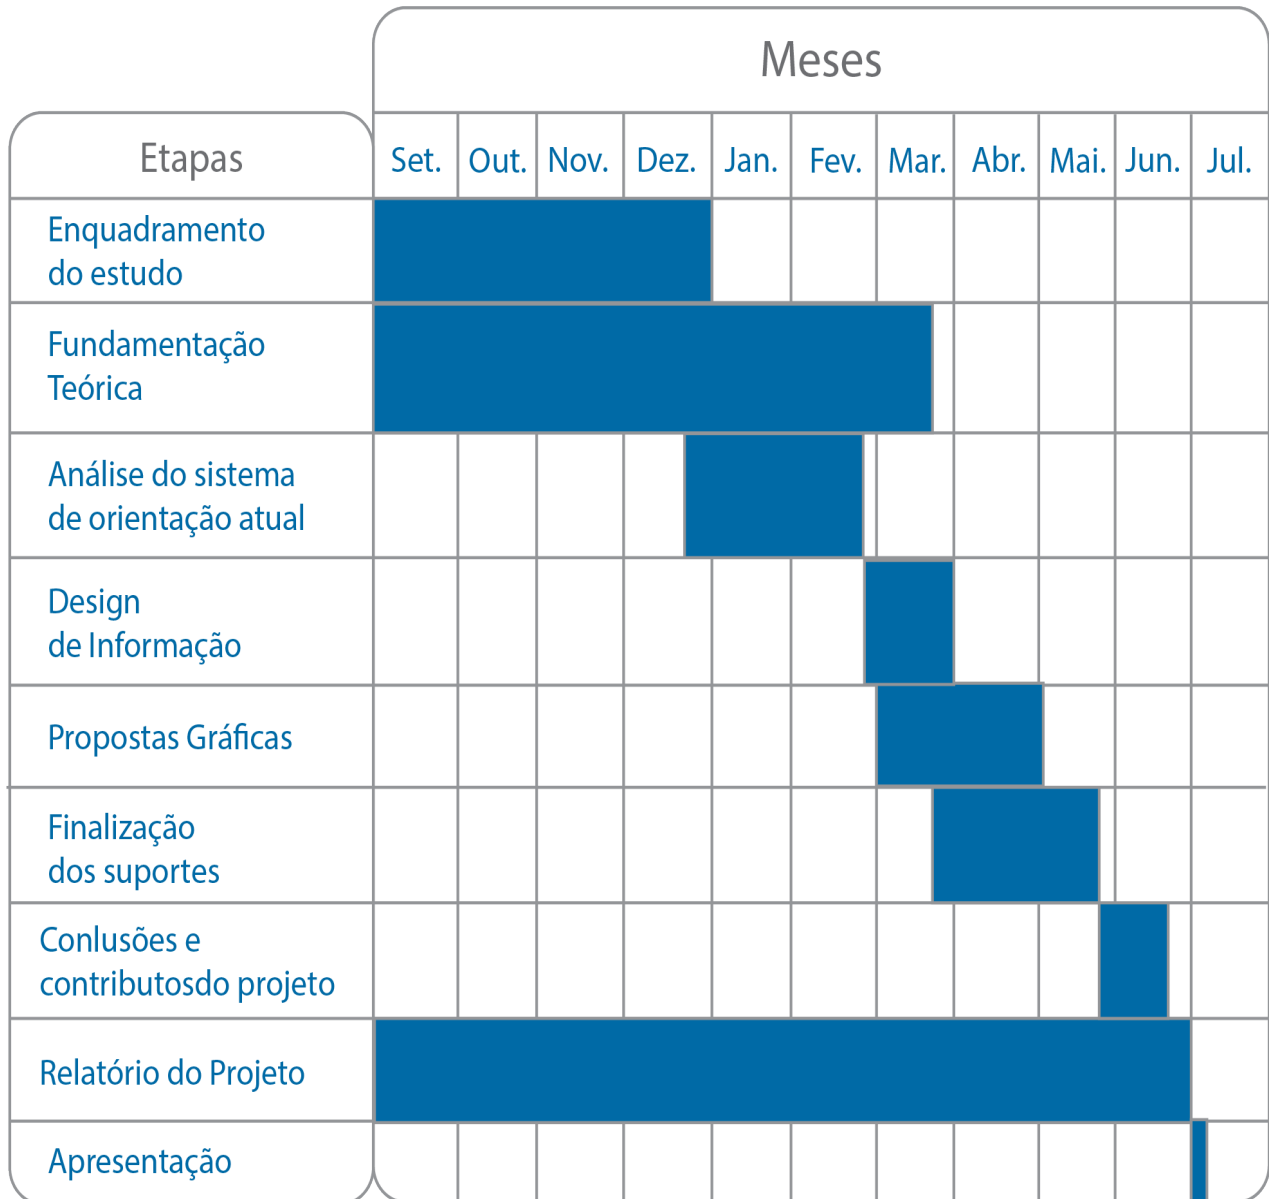 Meses
Etapas
Set. Out. Nov. Dez. Jan. Fev. Mar. Abr. Mai. Jun. Jul.
Enquadramento
do estudo
Fundamentação
Teórica
Análise do sistema
de orientação atual
Design
de Informação
Propostas Gráficas
Finalização
dos suportes
Conlusões e
contributosdo projeto
Relatório do Projeto
Apresentação